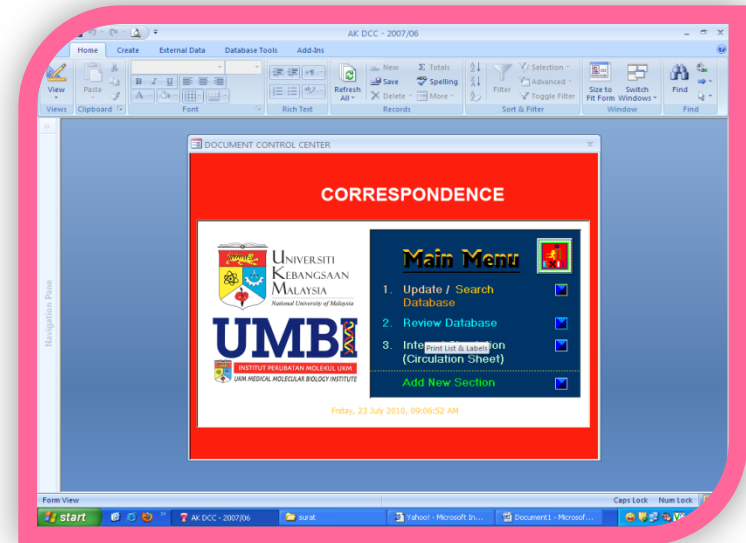 AK DCC - 2007/06
Home Create External Data Database Tools Add-Ins
View Paste B I U Refresh All New Save Delete Σ Totals Spelling More Filter Selection Advanced Toggle Filter Size to Fit Form Switch Windows Find
Views Clipboard Font Rich Text Records Sort & Filter Window Find
DOCUMENT CONTROL CENTER
CORRESPONDENCE
UNIVERSITI
KEBANGSAAN
MALAYSIA
National University of Malaysia
UMBI
INSTITUT PERUBATAN MOLEKUL UKM
UKM MEDICAL MOLECULAR BIOLOGY INSTITUTE
Main Menu
EXIT
1. Update / Search
Database
2. Review Database
3.
Print List & Labels
(Circulation Sheet)
Add New Section
Friday, 23 July 2010, 09:06:52 AM
Navigation Pane
Form View Caps Lock Num Lock
start AK DCC - 2007/06 surat Yahoo! - Microsoft In... Document1 - Microsof...